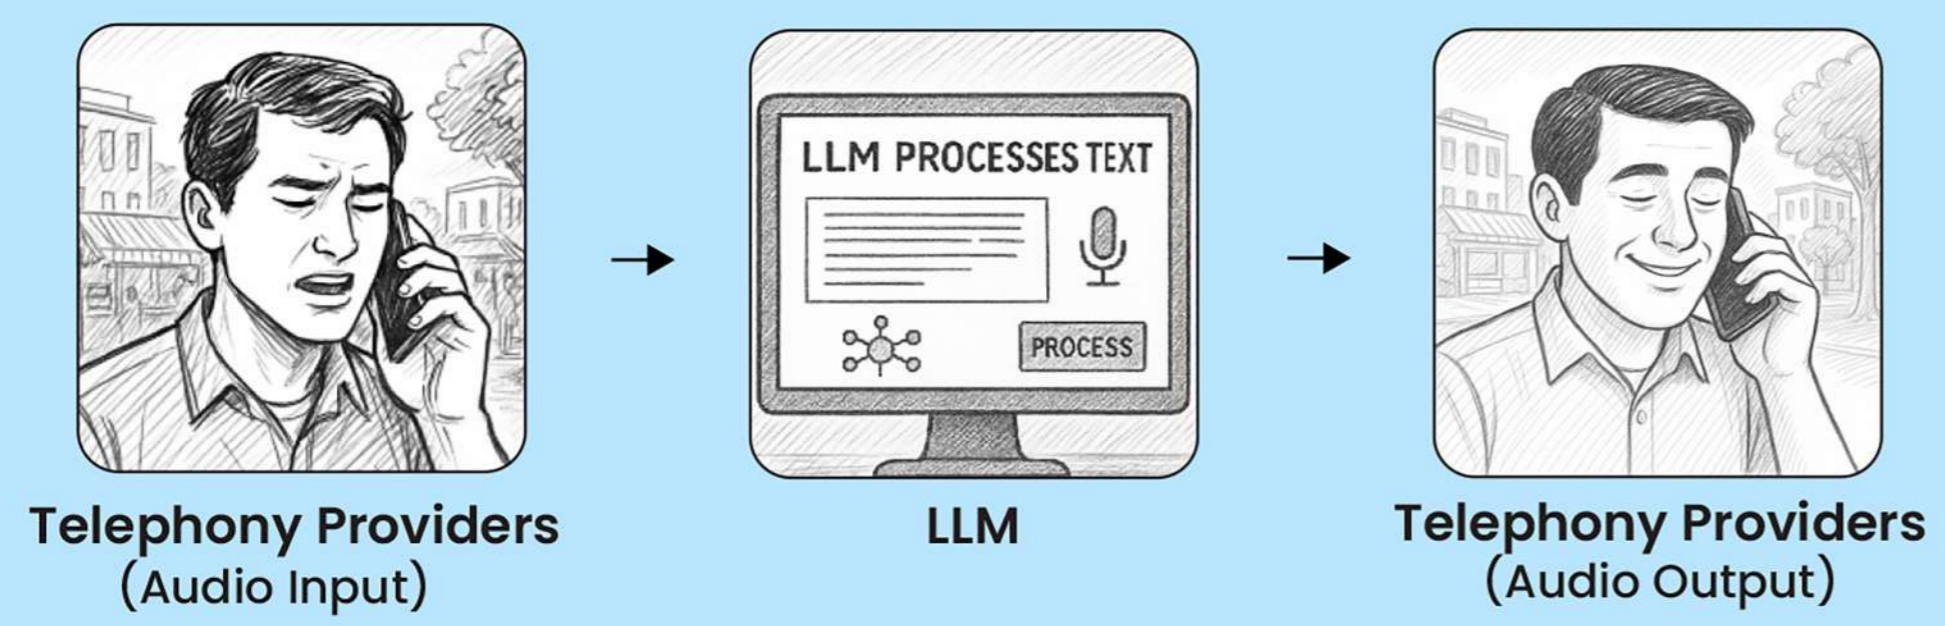 LLM PROCESSES TEXT
PROCESS
Telephony Providers
(Audio Input)
LLM
Telephony Providers
(Audio Output)